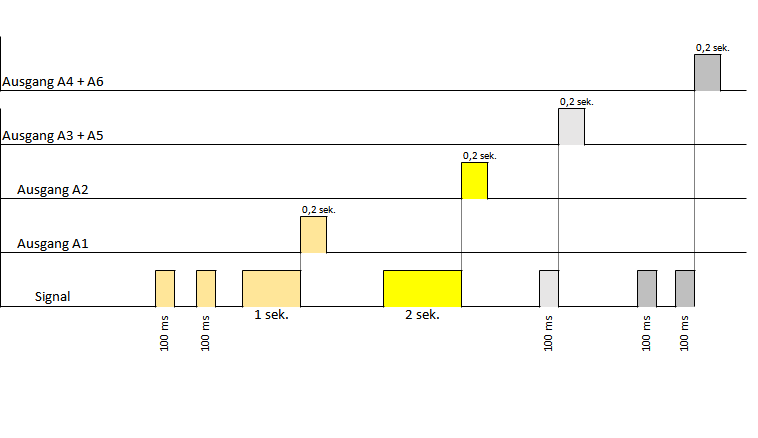 0,2 sek.
Ausgang A4 + A6
0,2 sek.
Ausgang A3 + A5
0,2 sek.
Ausgang A2
0,2 sek.
Ausgang A1
Signal
1 sek.
2 sek.
100 ms
100 ms
100 ms
100 ms
100 ms